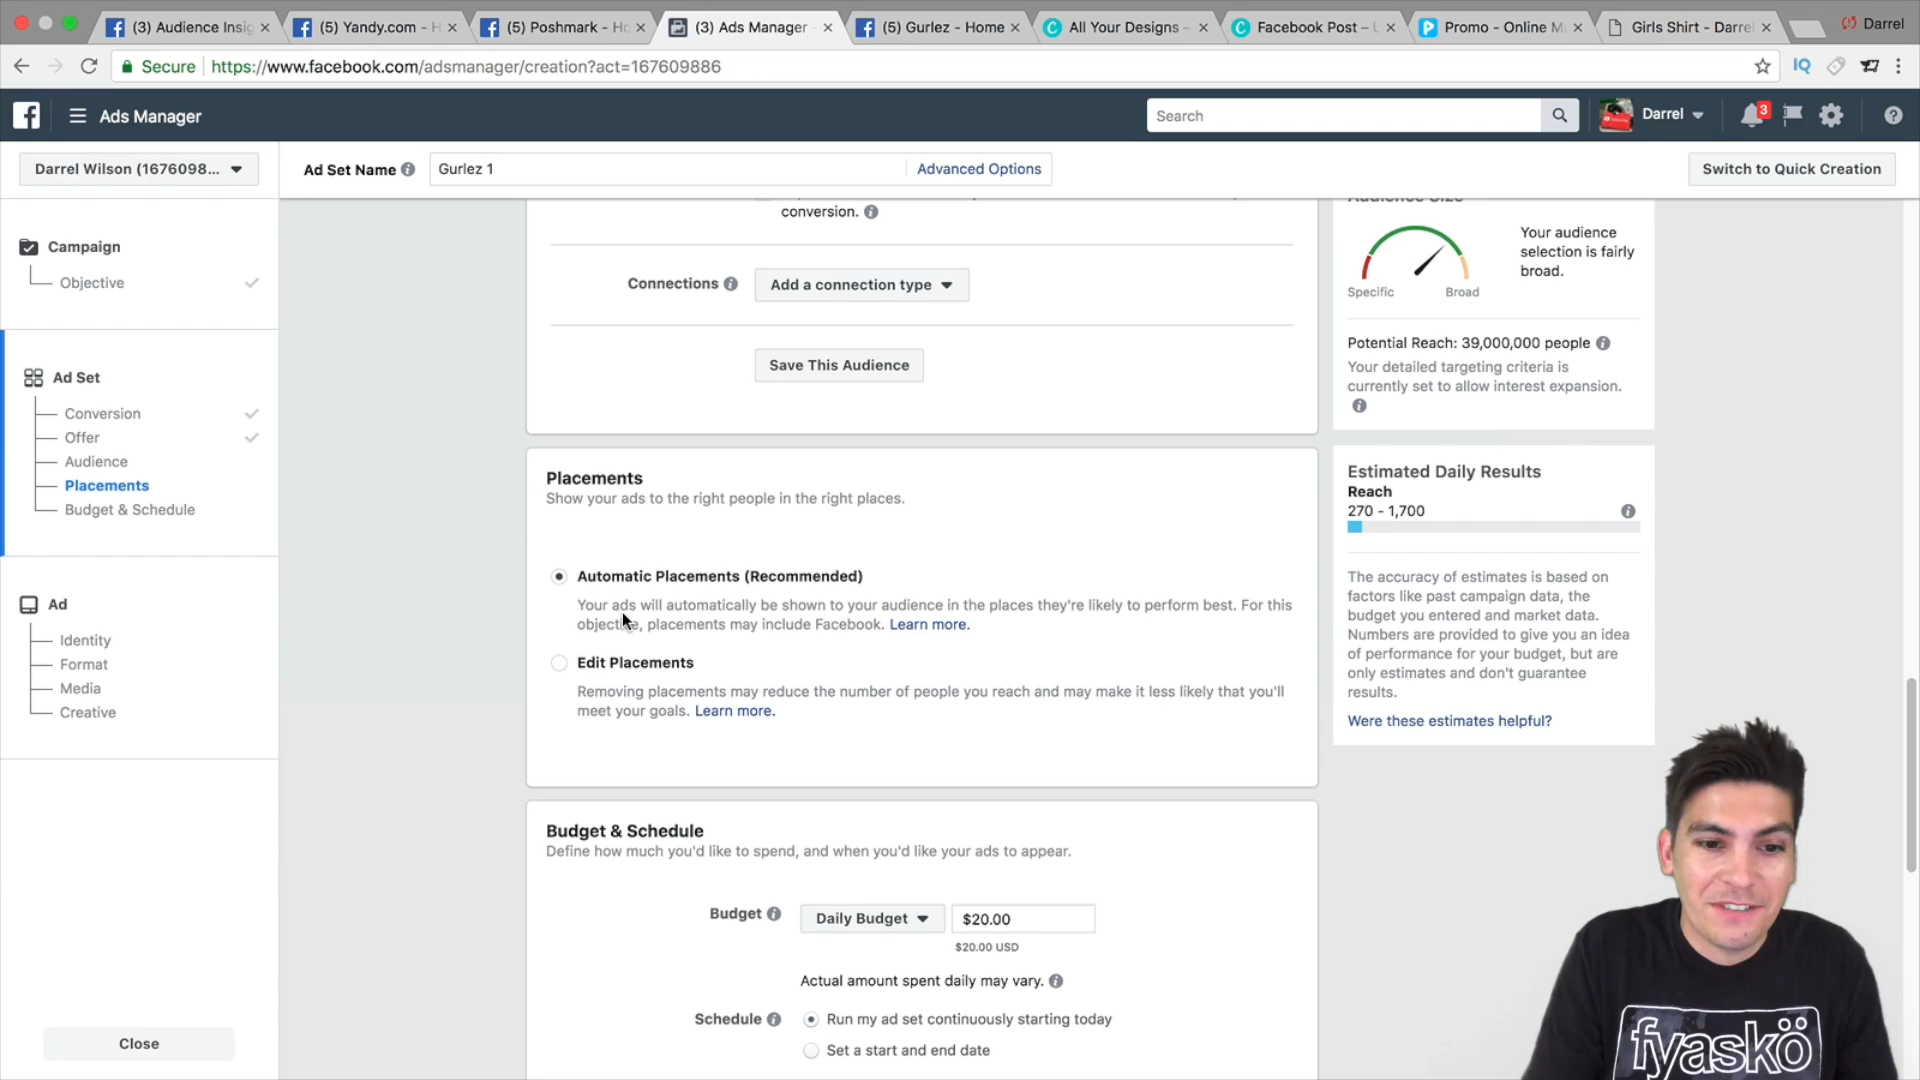 (3) Audience Insig
(5) Yandy.com - H
(5) Poshmark - Ho
(3) Ads Manager -
(5) Gurlez - Home
All Your Designs –
Facebook Post – U
Promo - Online M
Girls Shirt - Darrel
Darrel
Secure
https://www.facebook.com/adsmanager/creation?act=167609886
IQ
Ads Manager
Search
Darrel
3
Darrel Wilson (1676098...
Ad Set Name
Gurlez 1
Advanced Options
Switch to Quick Creation
Campaign
Objective
Ad Set
Conversion
Offer
Audience
Placements
Budget & Schedule
Ad
Identity
Format
Media
Creative
Close
conversion.
Connections
Add a connection type
Save This Audience
Placements
Show your ads to the right people in the right places.
Automatic Placements (Recommended)
Your ads will automatically be shown to your audience in the places they're likely to perform best. For this
objective, placements may include Facebook. Learn more.
Edit Placements
Removing placements may reduce the number of people you reach and may make it less likely that you'll
meet your goals. Learn more.
Budget & Schedule
Define how much you'd like to spend, and when you'd like your ads to appear.
Budget
Daily Budget
$20.00
$20.00 USD
Actual amount spent daily may vary.
Schedule
Run my ad set continuously starting today
Set a start and end date
Audience Size
Your audience
selection is fairly
broad.
Specific
Broad
Potential Reach: 39,000,000 people
Your detailed targeting criteria is
currently set to allow interest expansion.
Estimated Daily Results
Reach
270 - 1,700
The accuracy of estimates is based on
factors like past campaign data, the
budget you entered and market data.
Numbers are provided to give you an idea
of performance for your budget, but are
only estimates and don't guarantee
results.
Were these estimates helpful?
fyaskö